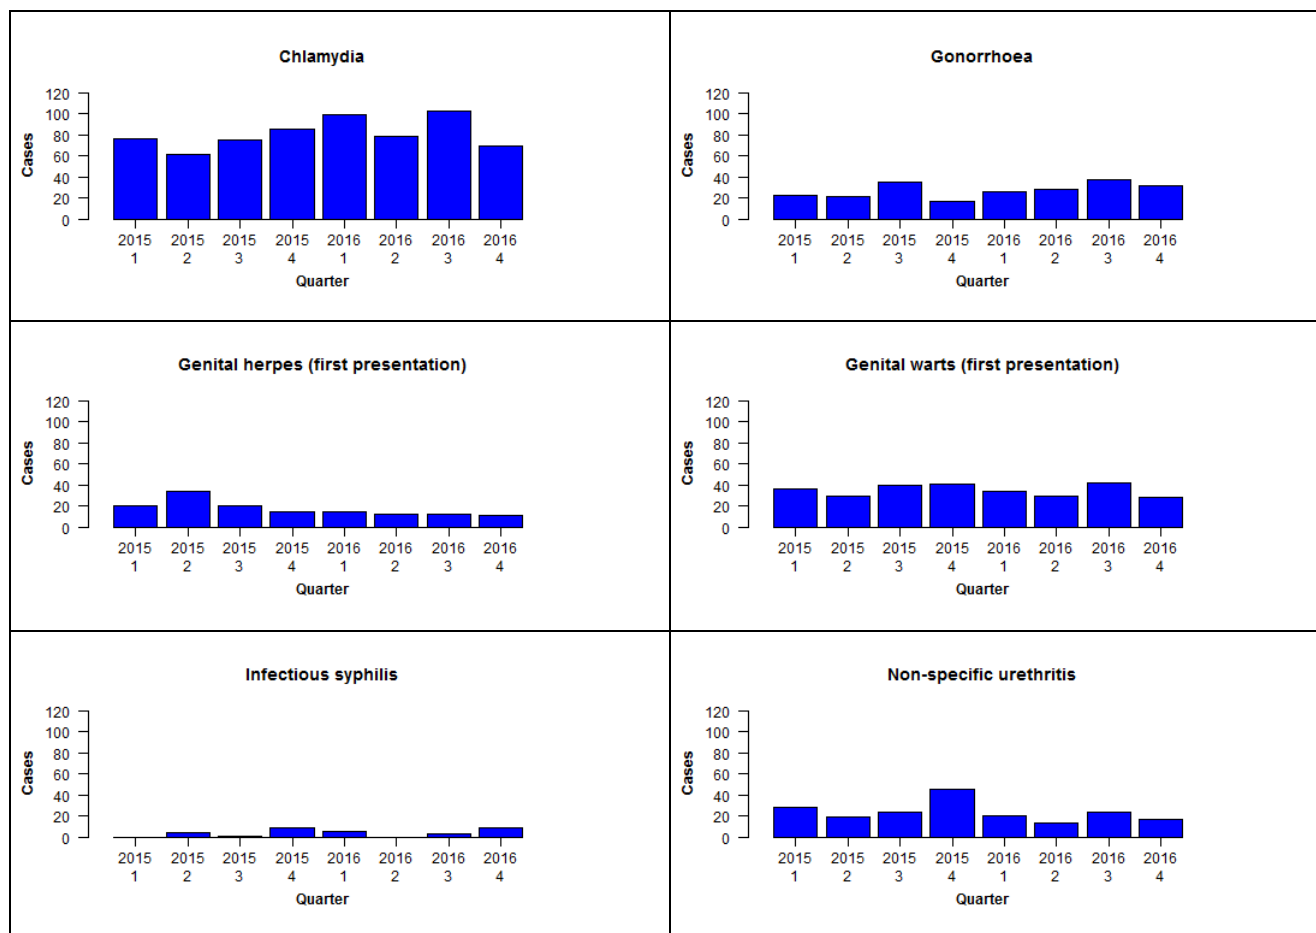 Chlamydia
120
100
80
60
40
20
0
Cases
2015 2015 2015 2015 2016 2016 2016 2016
1 2 3 4 1 2 3 4
Quarter
Gonorrhoea
120
100
80
60
40
20
0
Cases
2015 2015 2015 2015 2016 2016 2016 2016
1 2 3 4 1 2 3 4
Quarter
Genital herpes (first presentation)
120
100
80
60
40
20
0
Cases
2015 2015 2015 2015 2016 2016 2016 2016
1 2 3 4 1 2 3 4
Quarter
Genital warts (first presentation)
120
100
80
60
40
20
0
Cases
2015 2015 2015 2015 2016 2016 2016 2016
1 2 3 4 1 2 3 4
Quarter
Infectious syphilis
120
100
80
60
40
20
0
Cases
2015 2015 2015 2015 2016 2016 2016 2016
1 2 3 4 1 2 3 4
Quarter
Non-specific urethritis
120
100
80
60
40
20
0
Cases
2015 2015 2015 2015 2016 2016 2016 2016
1 2 3 4 1 2 3 4
Quarter